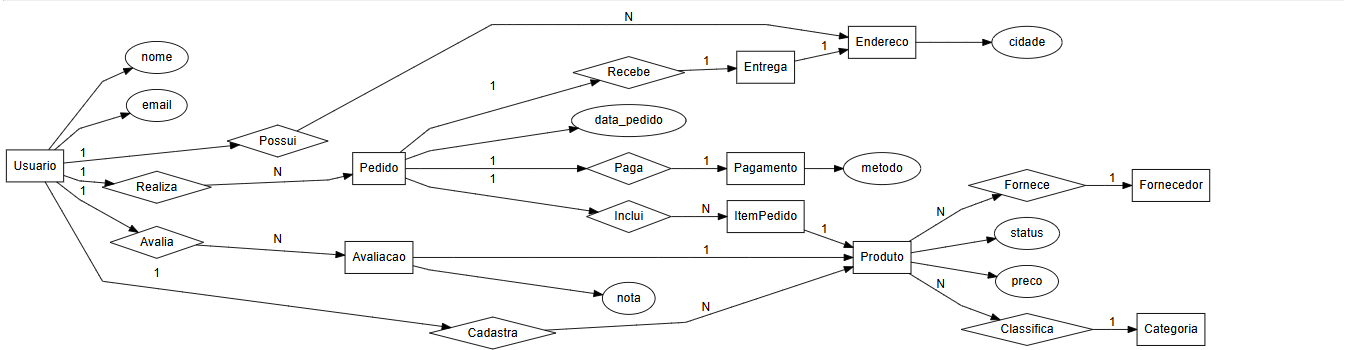 N
Endereco
cidade
nome
1
Entrega
1
Recebe
1
email
data_pedido
Possui
1
Usuario
1
N
Pedido
1
Paga
1
Pagamento
metodo
Realiza
1
1
Inclui
N
ItemPedido
1
N
Fornece
1
Fornecedor
Avalia
N
Avaliacao
1
Produto
status
preco
N
1
nota
N
Cadastra
Classifica
1
Categoria